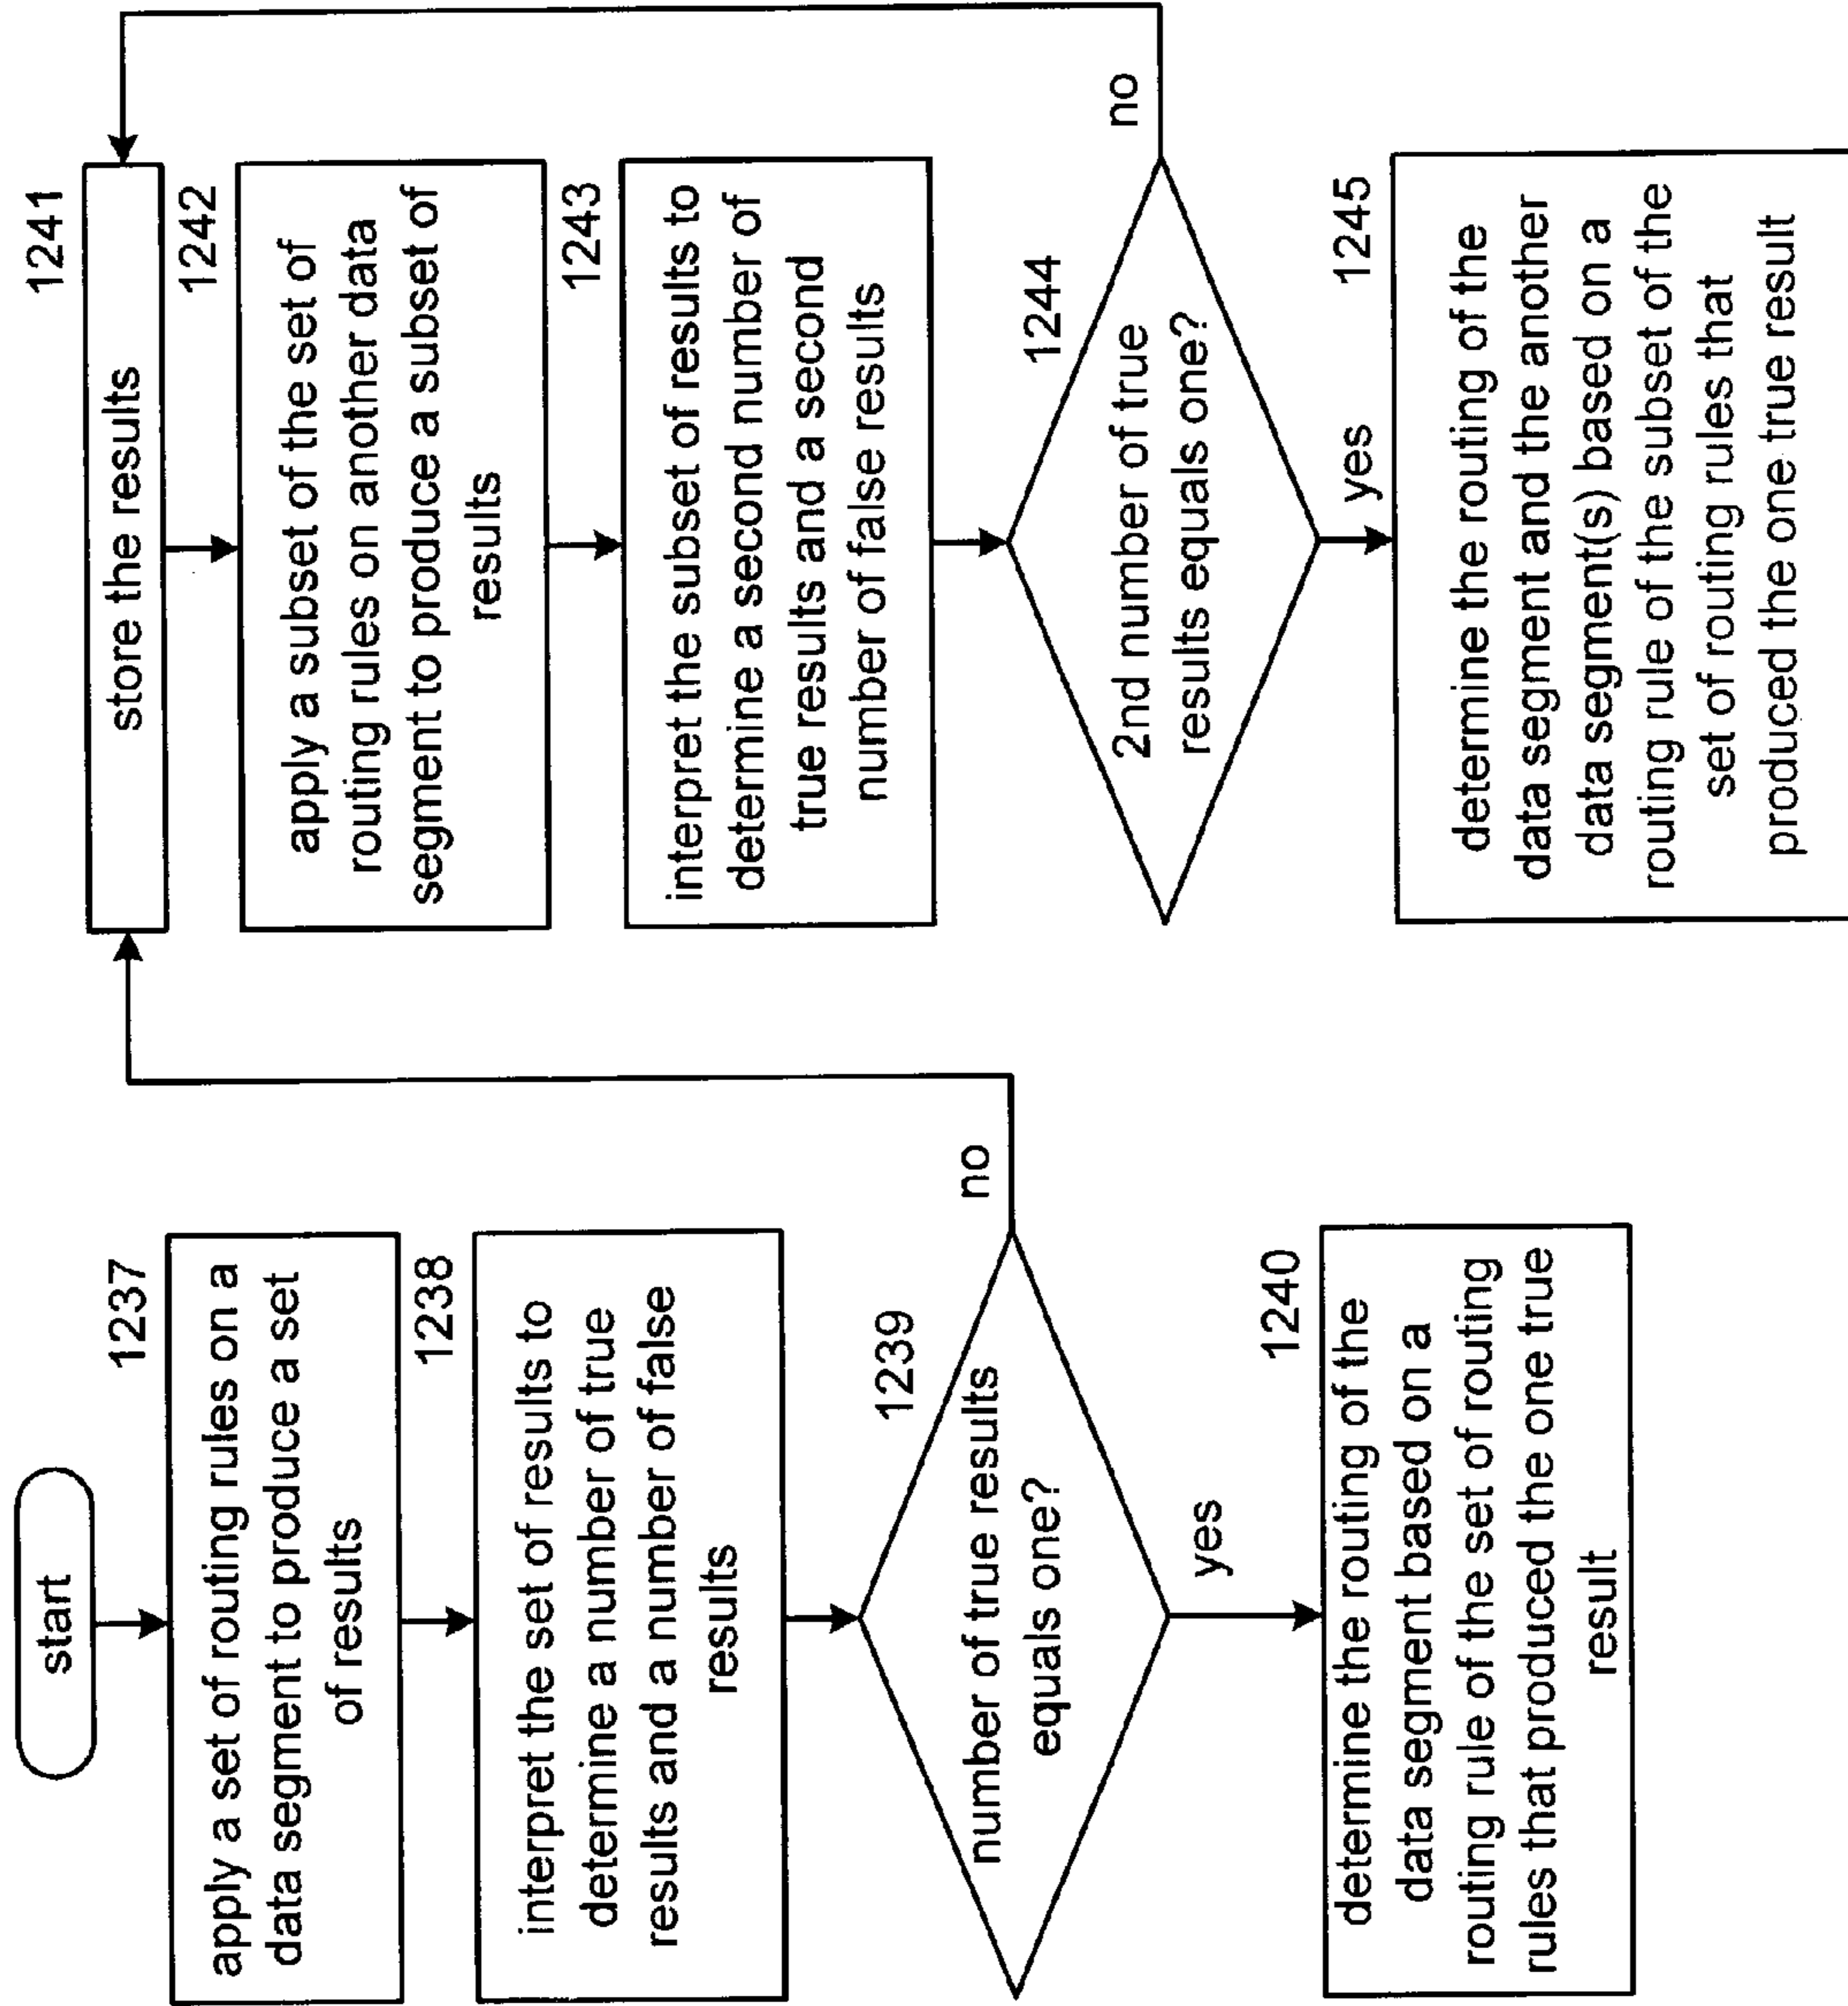 start
1237
apply a set of routing rules on a
data segment to produce a set
of results
1238
interpret the set of results to
determine a number of true
results and a number of false
results
1239
number of true results
equals one?
no
yes
1240
determine the routing of the
data segment based on a
routing rule of the set of routing
rules that produced the one true
result
1241
store the results
1242
apply a subset of the set of
routing rules on another data
segment to produce a subset of
results
1243
interpret the subset of results to
determine a second number of
true results and a second
number of false results
1244
2nd number of true
results equals one?
no
yes
1245
determine the routing of the
data segment and the another
data segment(s) based on a
routing rule of the subset of the
set of routing rules that
produced the one true result